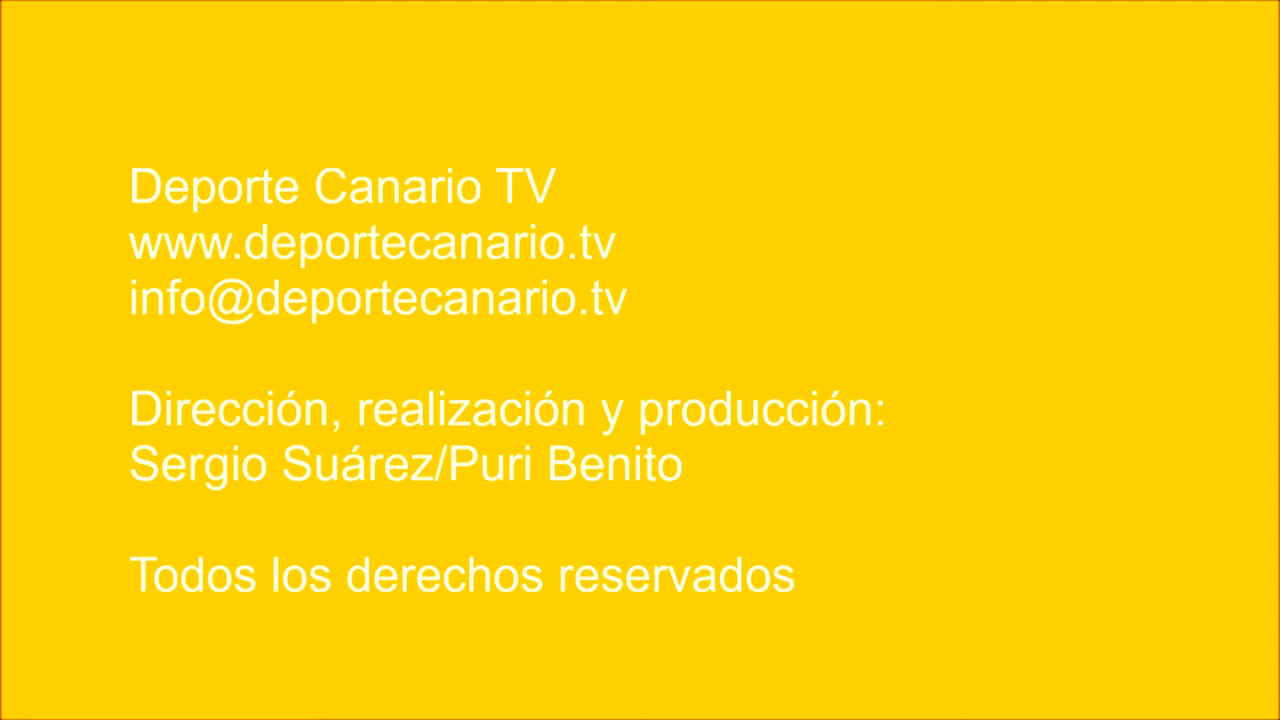 Deporte Canario TV
www.deportecanario.tv
info@deportecanario.tv
Dirección, realización y producción:
Sergio Suárez/Puri Benito
Todos los derechos reservados